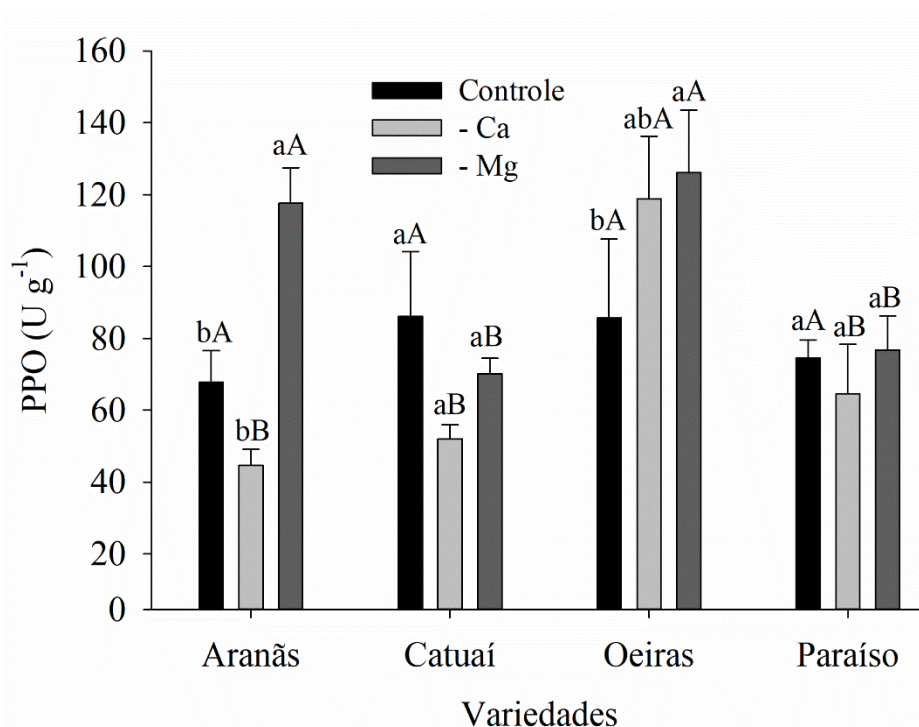 160
140
120
100
80
60
40
20
0
PPO (U g⁻¹)
Controle
- Ca
- Mg
bA
bB
aA
aA
aB
aB
bA
abA
aA
aA
aB
aB
Aranãs Catuaí Oeiras Paraíso
Variedades